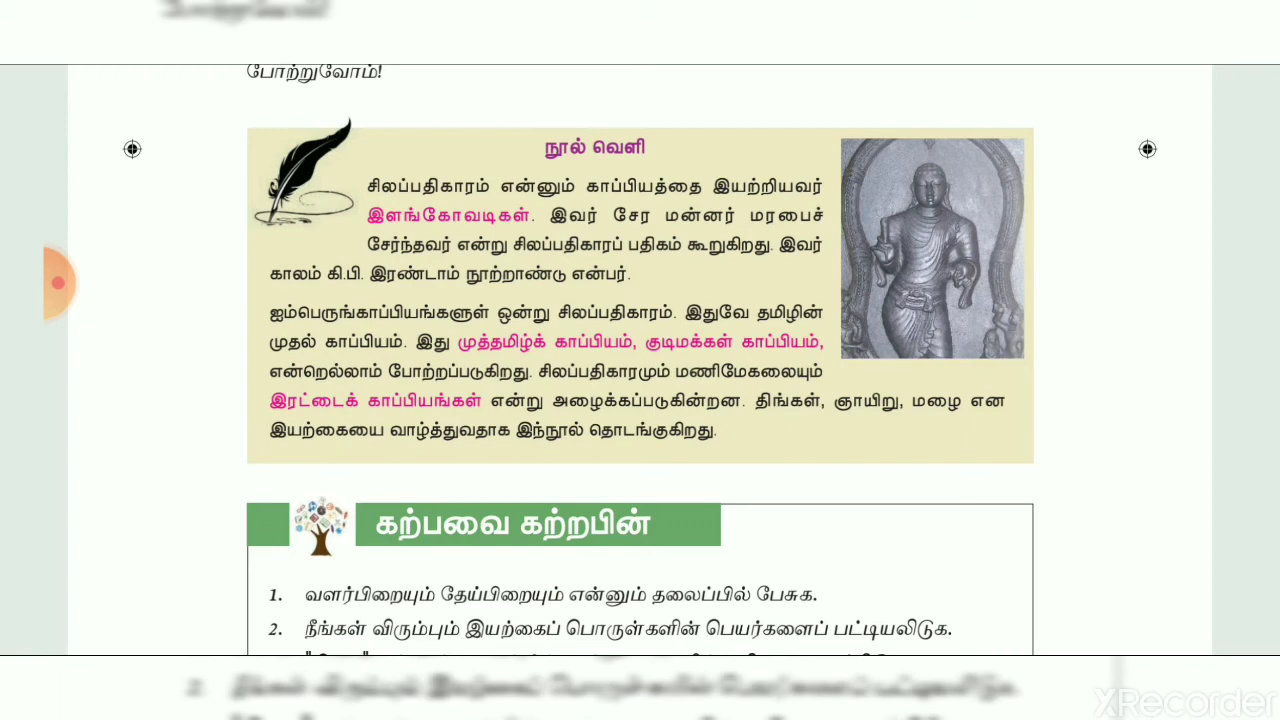 போற்றுவோம்!
நூல் வெளி
சிலப்பதிகாரம் என்னும் காப்பியத்தை இயற்றியவர்
இளங்கோவடிகள். இவர் சேர மன்னர் மரபைச்
சேர்ந்தவர் என்று சிலப்பதிகாரப் பதிகம் கூறுகிறது. இவர்
காலம் கி.பி. இரண்டாம் நூற்றாண்டு என்பர்.
ஐம்பெருங்காப்பியங்களுள் ஒன்று சிலப்பதிகாரம். இதுவே தமிழின்
முதல் காப்பியம். இது முத்தமிழ்க் காப்பியம், குடிமக்கள் காப்பியம்,
என்றெல்லாம் போற்றப்படுகிறது. சிலப்பதிகாரமும் மணிமேகலையும்
இரட்டைக் காப்பியங்கள் என்று அழைக்கப்படுகின்றன. திங்கள், ஞாயிறு, மழை என
இயற்கையை வாழ்த்துவதாக இந்நூல் தொடங்குகிறது.
கற்பவை கற்றபின்
1. வளர்பிறையும் தேய்பிறையும் என்னும் தலைப்பில் பேசுக.
2. நீங்கள் விரும்பும் இயற்கைப் பொருள்களின் பெயர்களைப் பட்டியலிடுக.
XRecorder